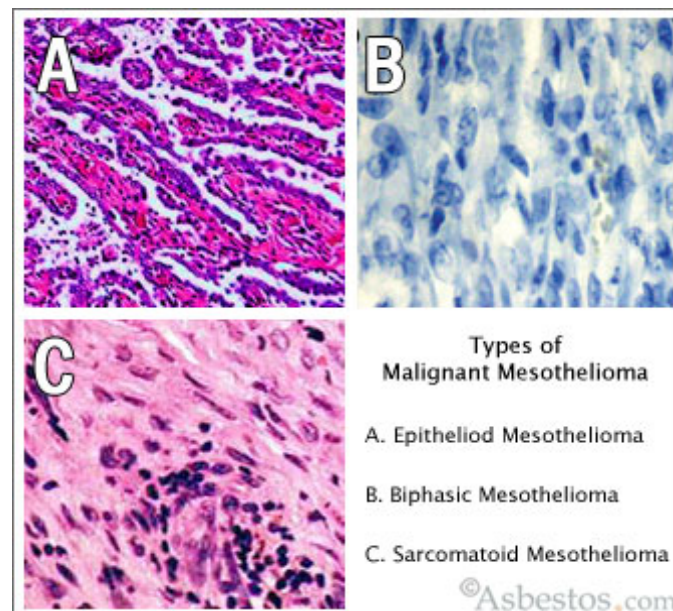 A
B
C
Types of
Malignant Mesothelioma
A. Epitheliod Mesothelioma
B. Biphasic Mesothelioma
C. Sarcomatoid Mesothelioma
©Asbestos.com